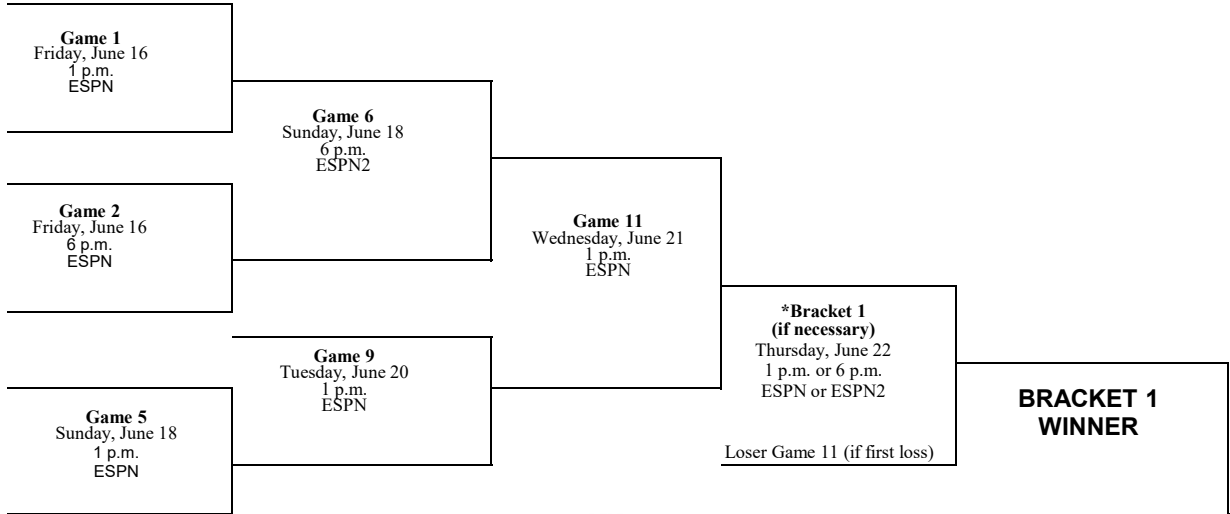 Game 1
Friday, June 16
1 p.m.
ESPN
Game 6
Sunday, June 18
6 p.m.
ESPN2
Game 2
Friday, June 16
6 p.m.
ESPN
Game 11
Wednesday, June 21
1 p.m.
ESPN
*Bracket 1
(if necessary)
Thursday, June 22
1 p.m. or 6 p.m.
ESPN or ESPN2
Game 9
Tuesday, June 20
1 p.m.
ESPN
BRACKET 1
WINNER
Game 5
Sunday, June 18
1 p.m.
ESPN
Loser Game 11 (if first loss)